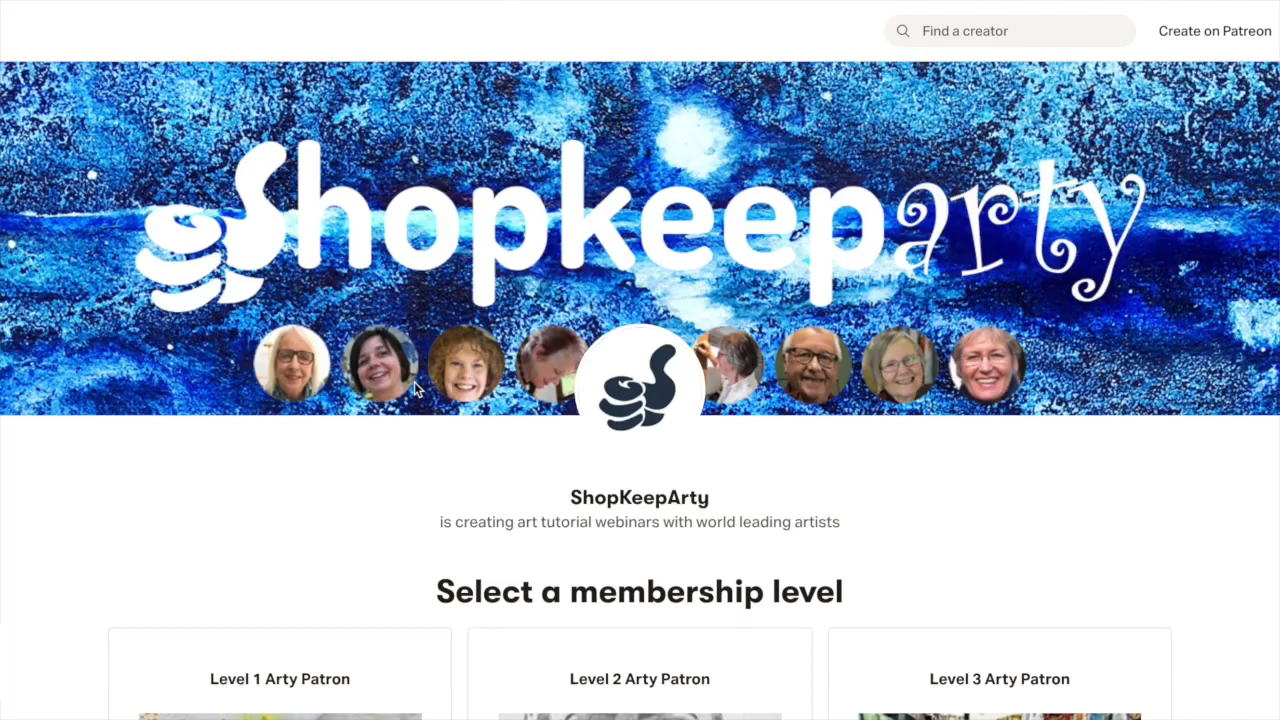 Find a creator
Create on Patreon
Shopkeeparty
ShopKeepArty
is creating art tutorial webinars with world leading artists
Select a membership level
Level 1 Arty Patron
Level 2 Arty Patron
Level 3 Arty Patron